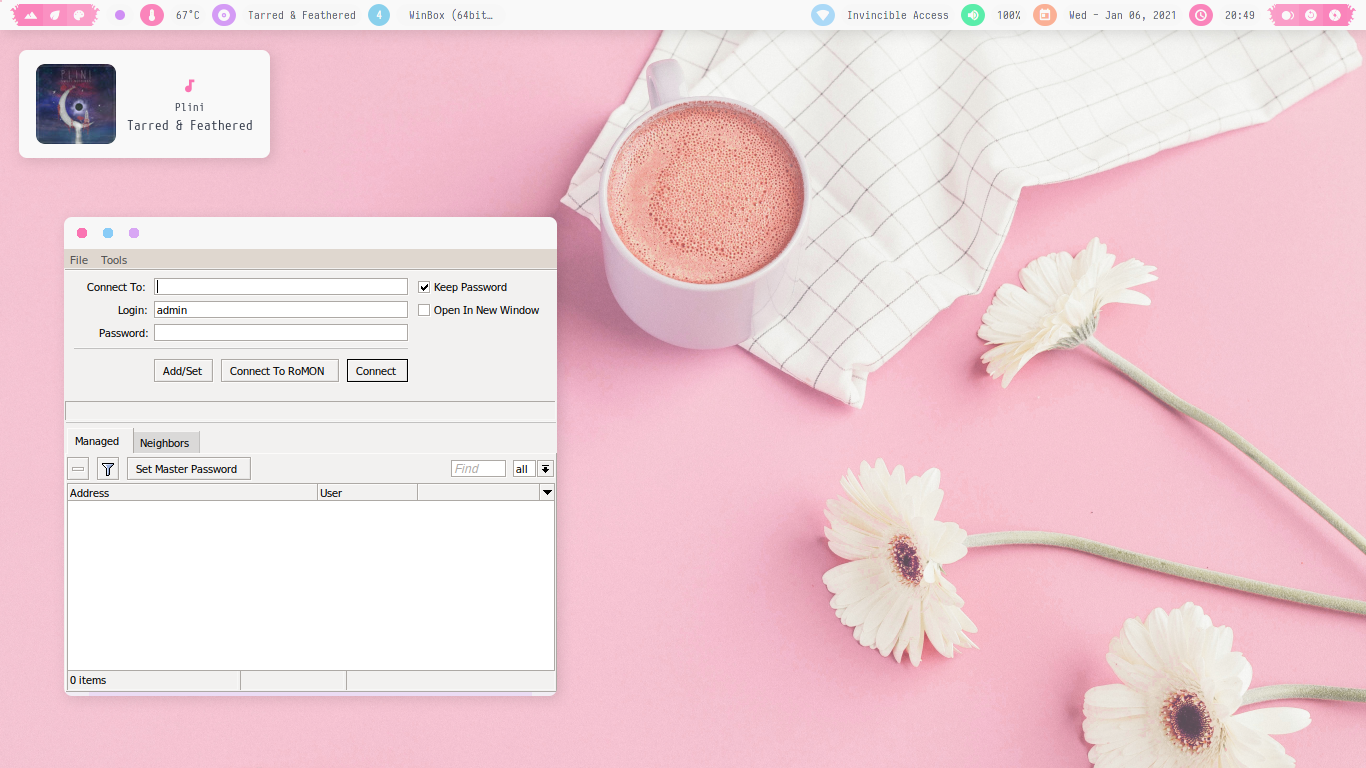 67°C Tarred & Feathered 4 WinBox (64bit… Invincible Access 100% Wed - Jan 06, 2021 20:49
PLINI
Plini
Tarred & Feathered
File Tools
Connect To: Keep Password
Login: admin Open In New Window
Password:
Add/Set Connect To RoMON Connect
Managed Neighbors
Set Master Password Find all
Address User
0 items